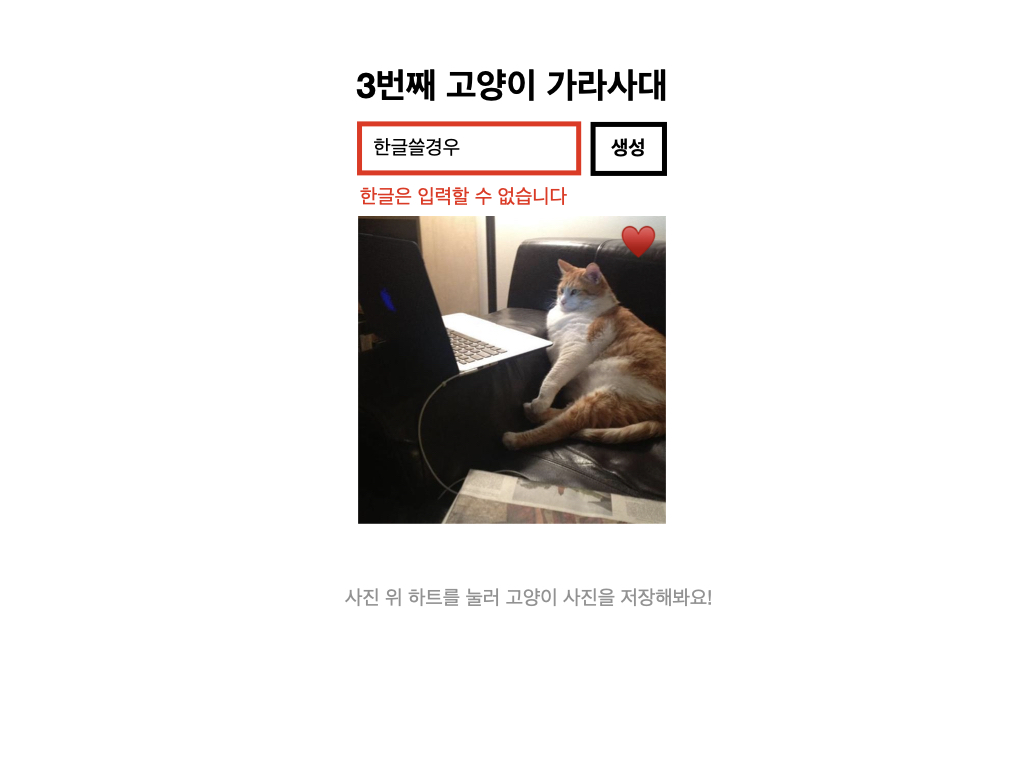 3번째 고양이 가라사대
한글쓸경우
생성
한글은 입력할 수 없습니다
사진 위 하트를 눌러 고양이 사진을 저장해봐요!